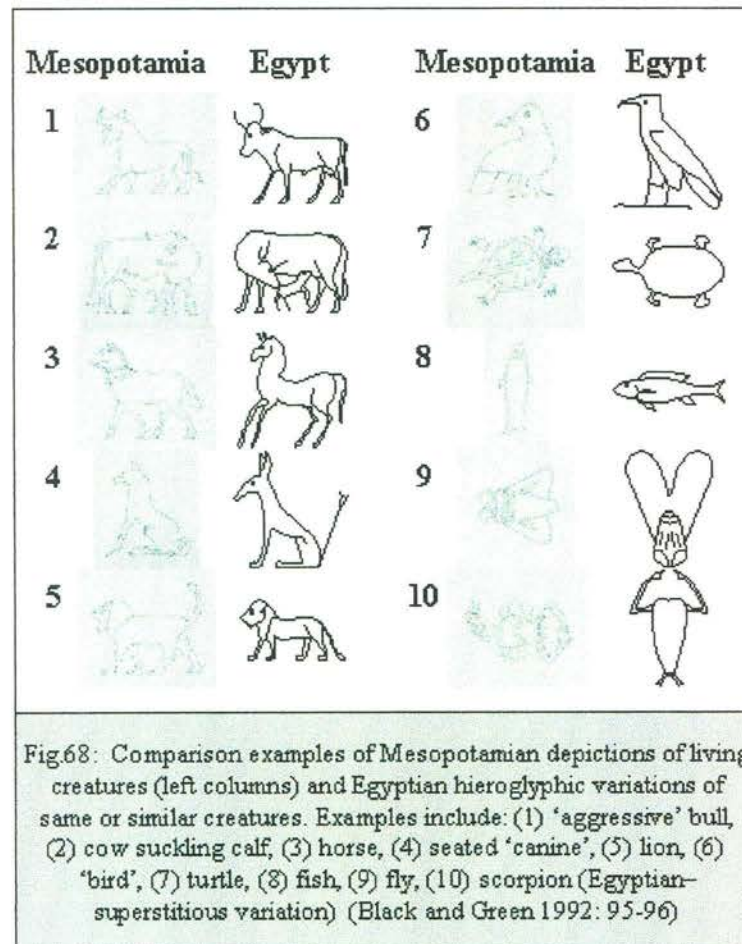 Mesopotamia Egypt Mesopotamia Egypt
1
2
3
4
5
6
7
8
9
10
Fig.68: Comparison examples of Mesopotamian depictions of living
creatures (left columns) and Egyptian hieroglyphic variations of
same or similar creatures. Examples include: (1) ‘aggressive’ bull,
(2) cow suckling calf, (3) horse, (4) seated ‘canine’, (5) lion, (6)
‘bird’, (7) turtle, (8) fish, (9) fly, (10) scorpion (Egyptian–
superstitious variation) (Black and Green 1992: 95-96)